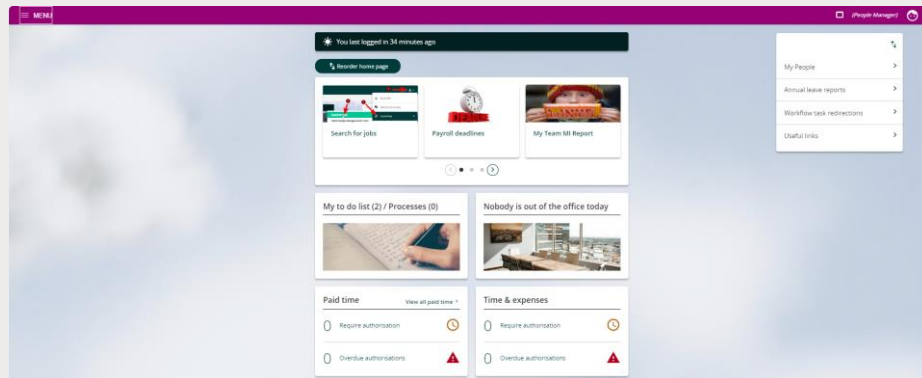 MENU
(People Manager)
You last logged in 34 minutes ago
Reorder home page
Search for jobs
Payroll deadlines
My Team MI Report
My People
Annual leave reports
Workflow task redirections
Useful links
My to do list (2) / Processes (0)
Nobody is out of the office today
Paid time
View all paid time
0 Require authorisation
0 Overdue authorisations
Time & expenses
0 Require authorisation
0 Overdue authorisations